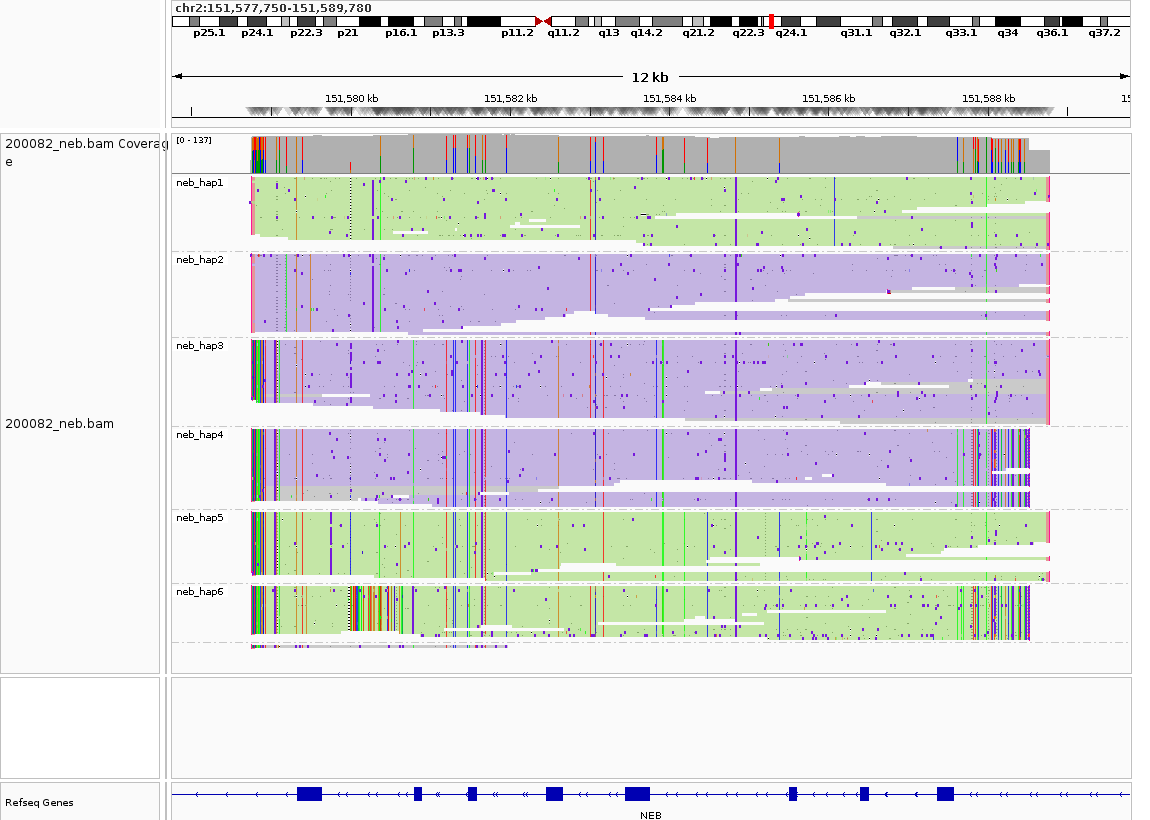 chr2:151,577,750-151,589,780
p25.1 p24.1 p22.3 p21 p16.1 p13.3 p11.2 q11.2 q13 q14.2 q21.2 q22.3 q24.1 q31.1 q32.1 q33.1 q34 q36.1 q37.2
12 kb
151,580 kb 151,582 kb 151,584 kb 151,586 kb 151,588 kb 15
200082_neb.bam Coverag
e
[0 - 137]
neb_hap1
neb_hap2
neb_hap3
200082_neb.bam
neb_hap4
neb_hap5
neb_hap6
Refseq Genes
NEB